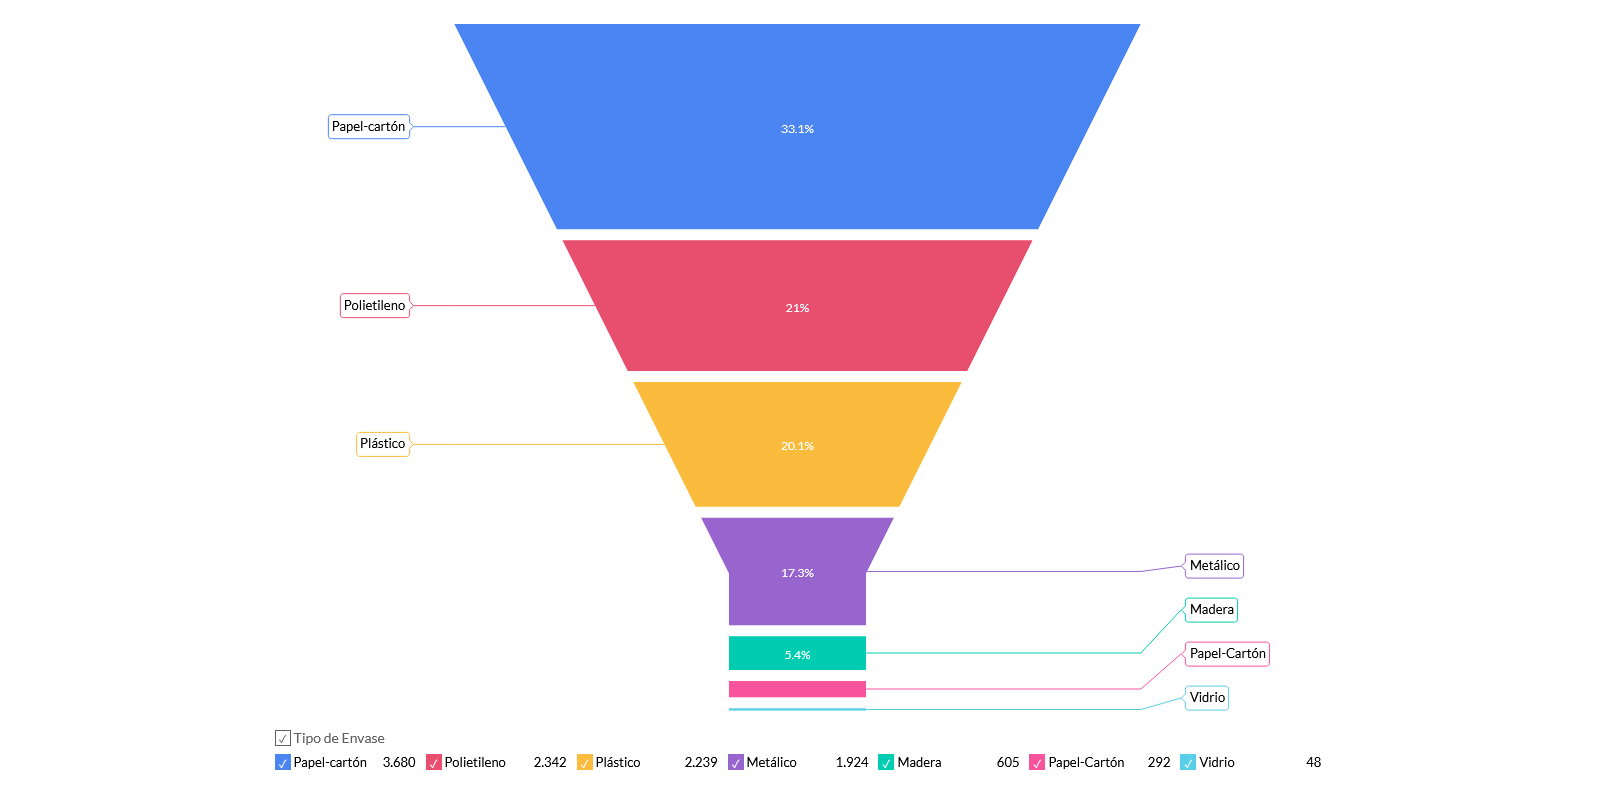 33.1%
Papel-cartón
21%
Polietileno
20.1%
Plástico
17.3%
Metálico
Madera
5.4%
Papel-Cartón
Vidrio
Tipo de Envase
Papel-cartón 3.680 Polietileno 2.342 Plástico 2.239 Metálico 1.924 Madera 605 Papel-Cartón 292 Vidrio 48